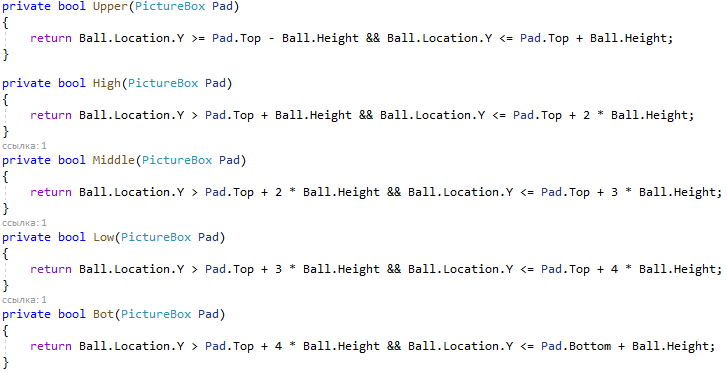 private bool Upper(PictureBox Pad)
{
return Ball.Location.Y >= Pad.Top - Ball.Height && Ball.Location.Y <= Pad.Top + Ball.Height;
}
private bool High(PictureBox Pad)
{
return Ball.Location.Y > Pad.Top + Ball.Height && Ball.Location.Y <= Pad.Top + 2 * Ball.Height;
}
ссылка: 1
private bool Middle(PictureBox Pad)
{
return Ball.Location.Y > Pad.Top + 2 * Ball.Height && Ball.Location.Y <= Pad.Top + 3 * Ball.Height;
}
ссылка: 1
private bool Low(PictureBox Pad)
{
return Ball.Location.Y > Pad.Top + 3 * Ball.Height && Ball.Location.Y <= Pad.Top + 4 * Ball.Height;
}
ссылка: 1
private bool Bot(PictureBox Pad)
{
return Ball.Location.Y > Pad.Top + 4 * Ball.Height && Ball.Location.Y <= Pad.Bottom + Ball.Height;
}